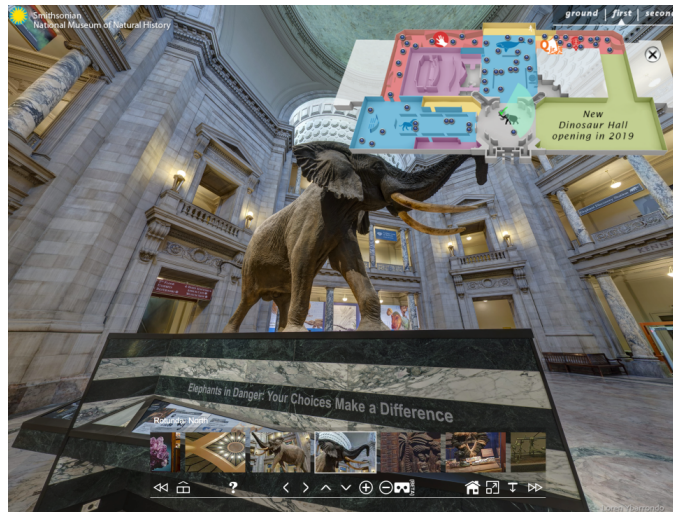 Smithsonian
National Museum of Natural History
ground | first | second
New
Dinosaur Hall
opening in 2019
Elephants in Danger: Your Choices Make a Difference
Rotunda: North
?